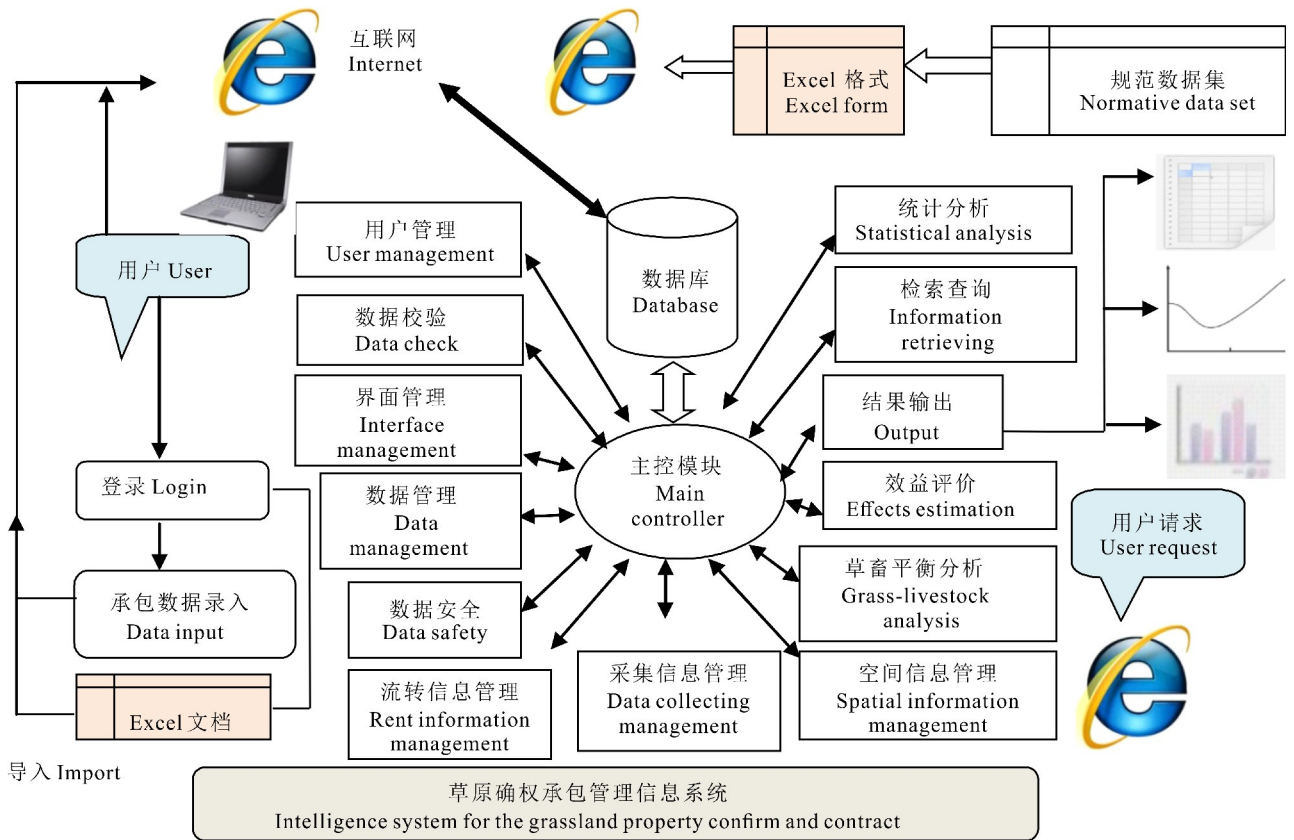 互联网
Internet
Excel 格式
Excel form
规范数据集
Normative data set
用户 User
用户管理
User management
数据校验
Data check
界面管理
Interface
management
数据管理
Data
management
数据安全
Data safety
流转信息管理
Rent information
management
数据库
Database
主控模块
Main
controller
采集信息管理
Data collecting
management
统计分析
Statistical analysis
检索查询
Information
retrieving
结果输出
Output
效益评价
Effects estimation
草畜平衡分析
Grass-livestock
analysis
空间信息管理
Spatial information
management
用户请求
User request
登录 Login
承包数据录入
Data input
Excel 文档
导入 Import
草原确权承包管理信息系统
Intelligence system for the grassland property confirm and contract